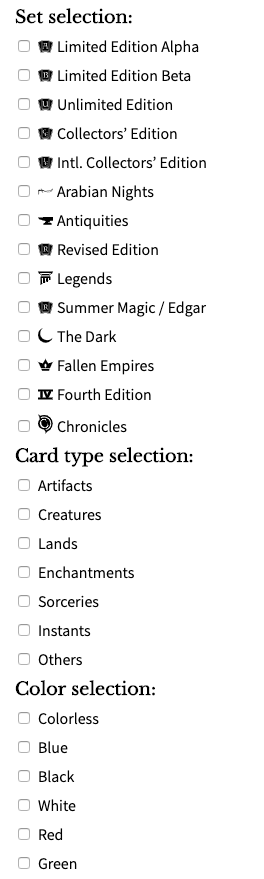 Set selection:
Limited Edition Alpha
Limited Edition Beta
Unlimited Edition
Collectors’ Edition
Intl. Collectors’ Edition
Arabian Nights
Antiquities
Revised Edition
Legends
Summer Magic / Edgar
The Dark
Fallen Empires
IV Fourth Edition
Chronicles
Card type selection:
Artifacts
Creatures
Lands
Enchantments
Sorceries
Instants
Others
Color selection:
Colorless
Blue
Black
White
Red
Green